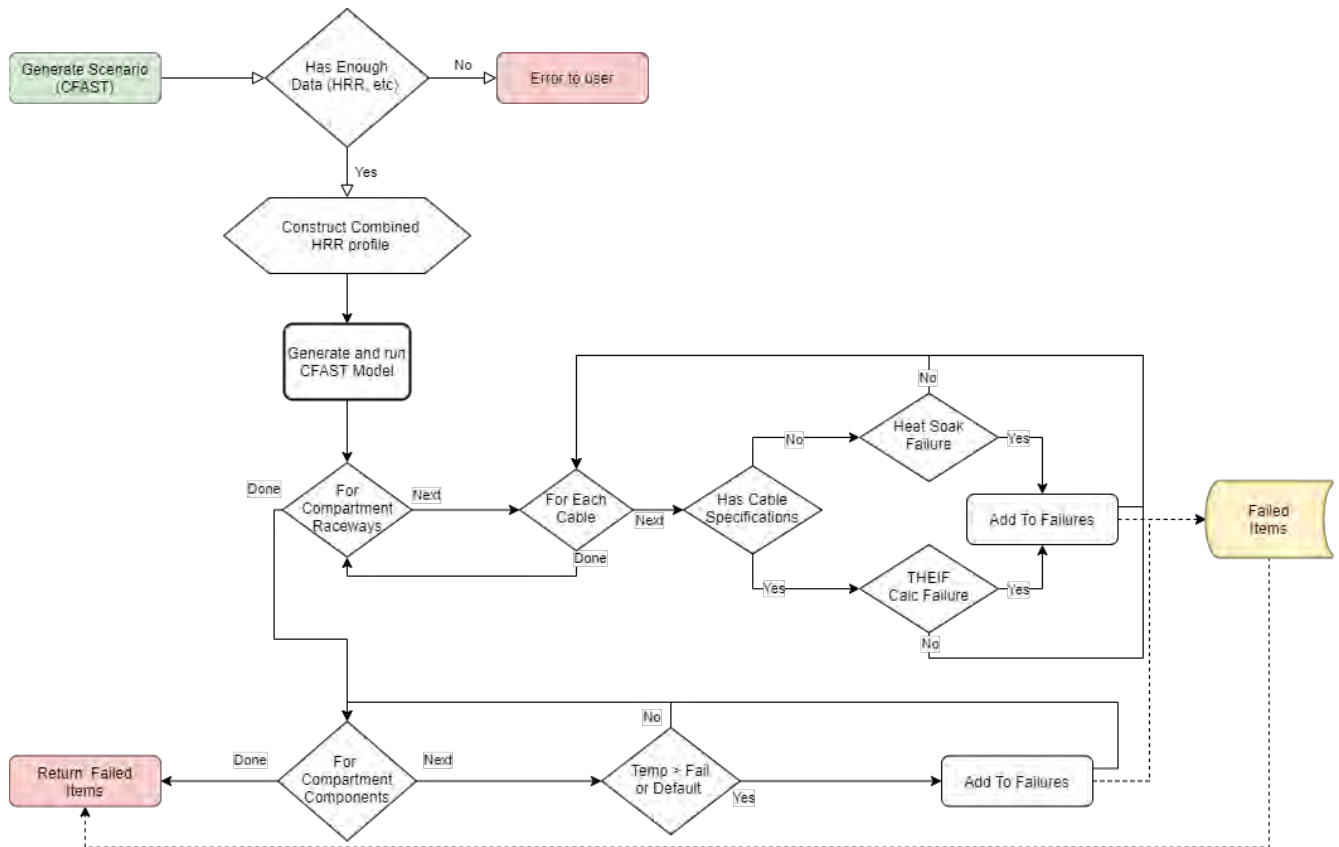 Generate Scenario
(CFAST)
Has Enough
Data (HRR, etc)
No
Error to user
Yes
Construct Combined
HRR profile
Generate and run
CFAST Model
For
Compartment
Raceways
Done
Next
For Each
Cable
Next
Done
Has Cable
Specifications
No
Heat Soak
Failure
No
Yes
Yes
THEIF
Calc Failure
Yes
No
Add To Failures
Failed
Items
For
Compartment
Components
Done
Return Failed
Items
Next
Temp > Fail
or Default
No
Yes
Add To Failures